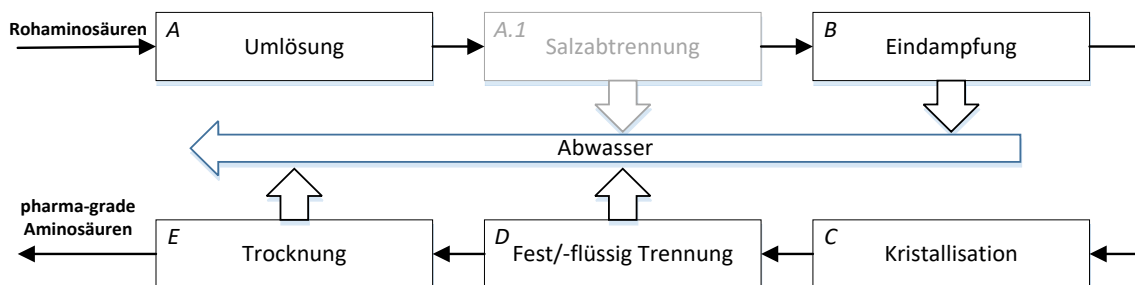 Rohaminosäuren
A
Umlösung
A.1
Salzabtrennung
B
Eindampfung
Abwasser
pharma-grade
Aminosäuren
E
Trocknung
D
Fest/-flüssig Trennung
C
Kristallisation